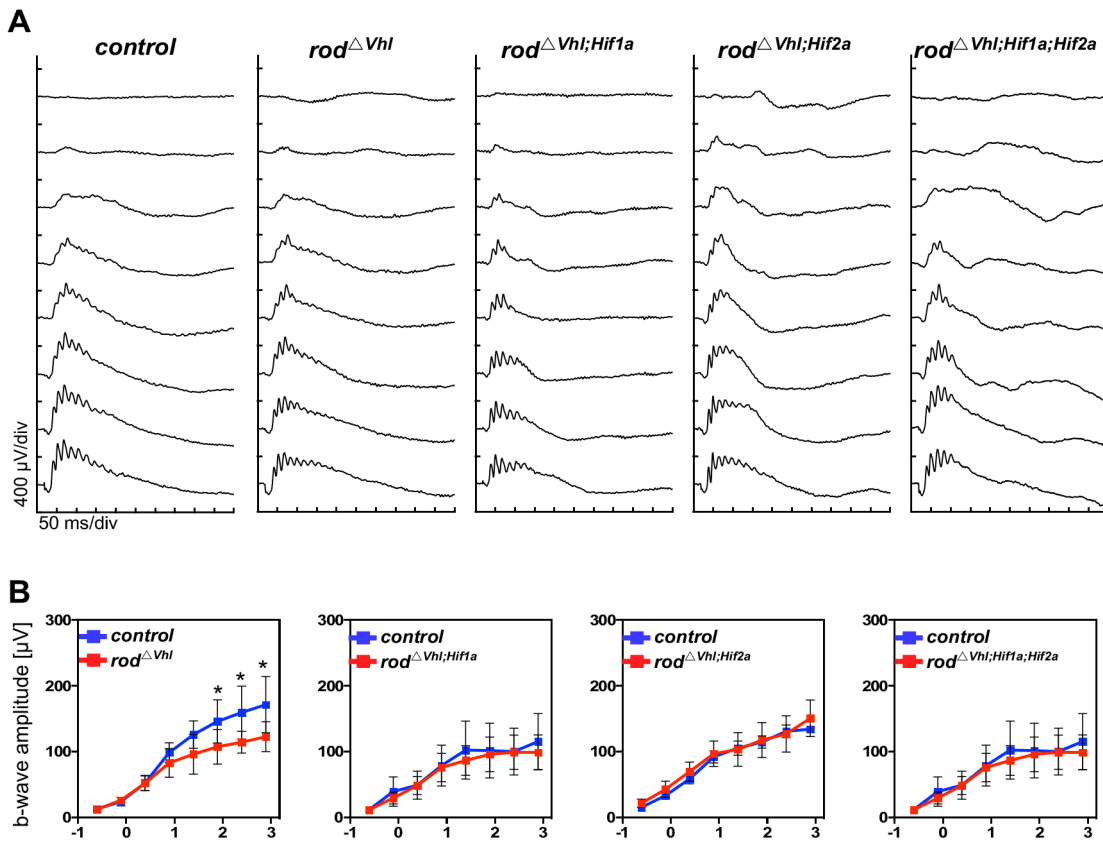 A
control rod△Vhl rod△Vhl;Hif1a rod△Vhl;Hif2a rod△Vhl;Hif1a;Hif2a
400 µV/div
50 ms/div
B
b-wave amplitude [µV]
300
200
100
0
-1 0 1 2 3
control
rod△Vhl
* * *
300
200
100
0
-1 0 1 2 3
control
rod△Vhl;Hif1a
300
200
100
0
-1 0 1 2 3
control
rod△Vhl;Hif2a
300
200
100
0
-1 0 1 2 3
control
rod△Vhl;Hif1a;Hif2a